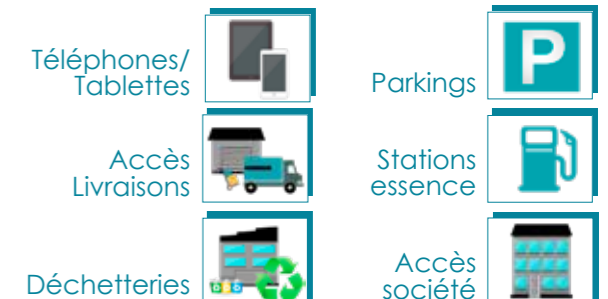 Téléphones/
Tablettes
P
Parkings
Accès
Livraisons
Stations
essence
Déchetteries
Accès
société